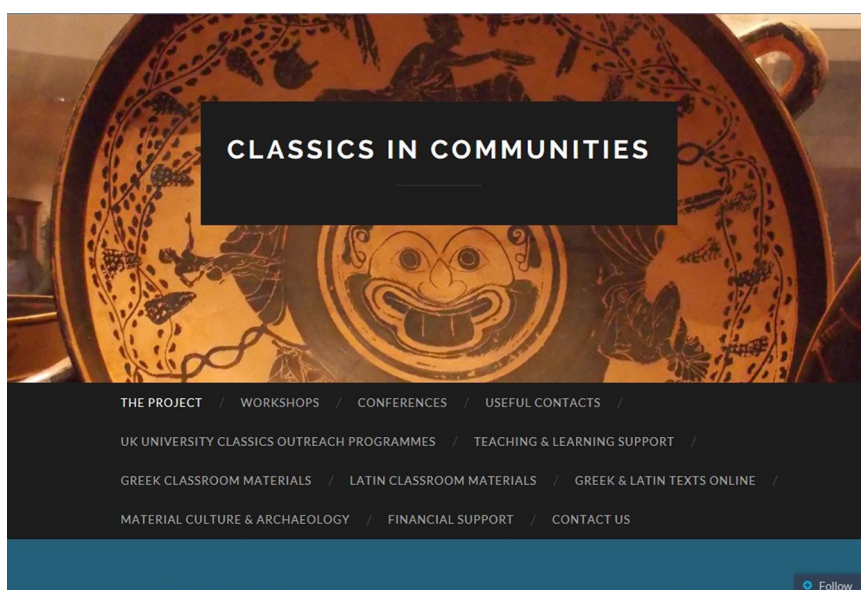 CLASSICS IN COMMUNITIES
THE PROJECT / WORKSHOPS / CONFERENCES / USEFUL CONTACTS /
UK UNIVERSITY CLASSICS OUTREACH PROGRAMMES / TEACHING & LEARNING SUPPORT /
GREEK CLASSROOM MATERIALS / LATIN CLASSROOM MATERIALS / GREEK & LATIN TEXTS ONLINE /
MATERIAL CULTURE & ARCHAEOLOGY / FINANCIAL SUPPORT / CONTACT US
Follow